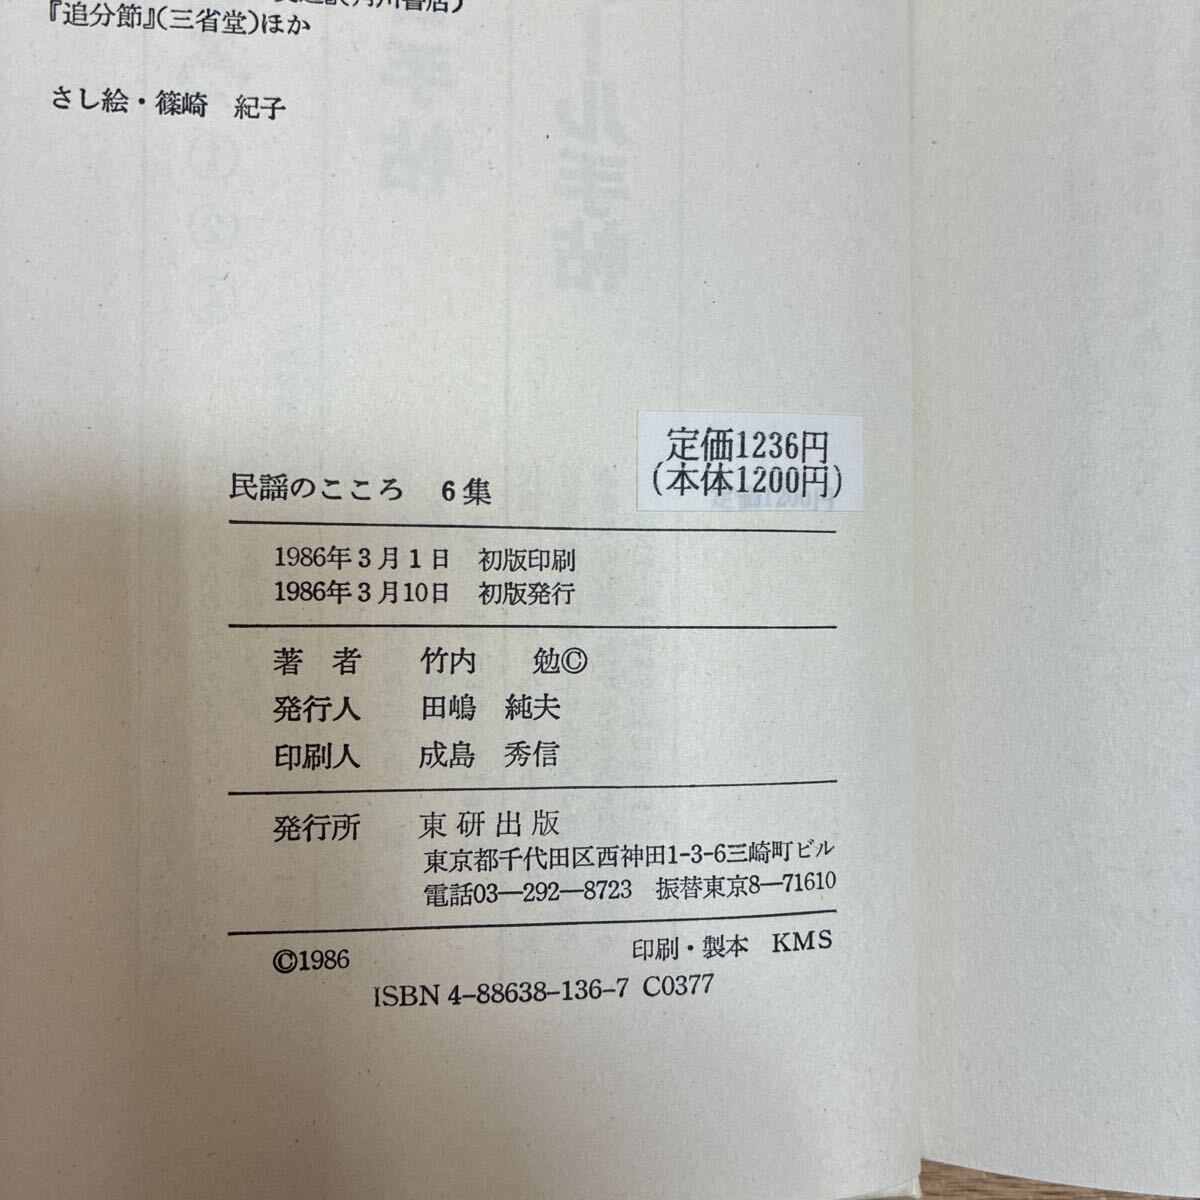 『追分節』(三省堂)ほか
さし絵・篠崎　紀子
定価1236円
(本体1200円)
民謡のこころ　6集
1986年3月1日　初版印刷
1986年3月10日　初版発行
著　者　竹内　勉©
発行人　田嶋　純夫
印刷人　成島　秀信
発行所　東研出版
東京都千代田区西神田1-3-6三崎町ビル
電話03—292—8723　振替東京8—71610
©1986　印刷・製本　KMS
ISBN 4-88638-136-7 C0377